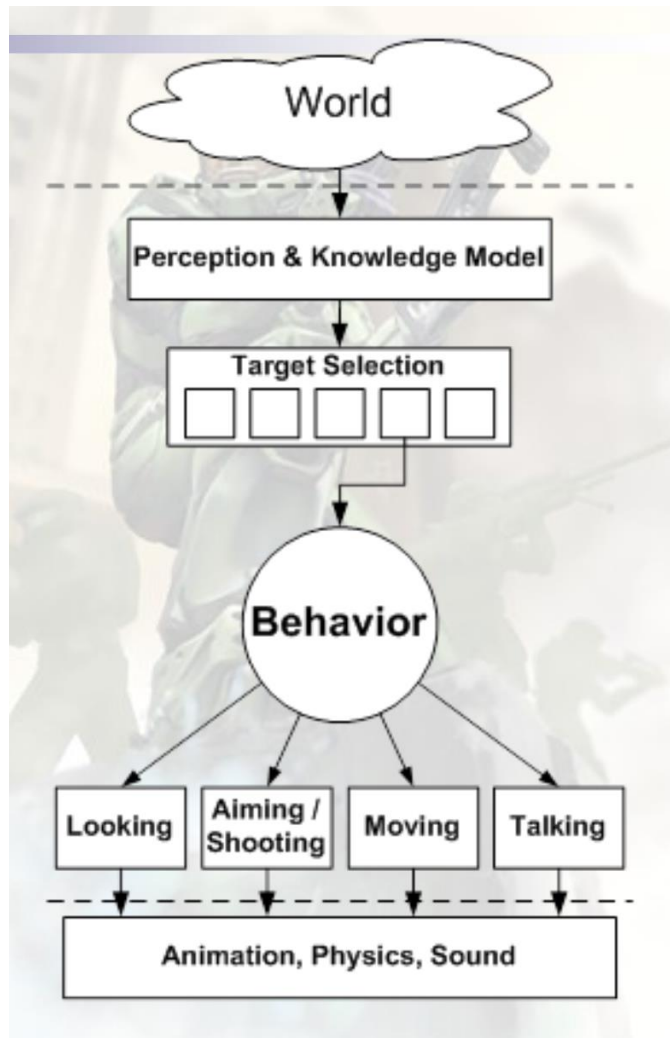 World
Perception & Knowledge Model
Target Selection
Behavior
Looking
Aiming /
Shooting
Moving
Talking
Animation, Physics, Sound